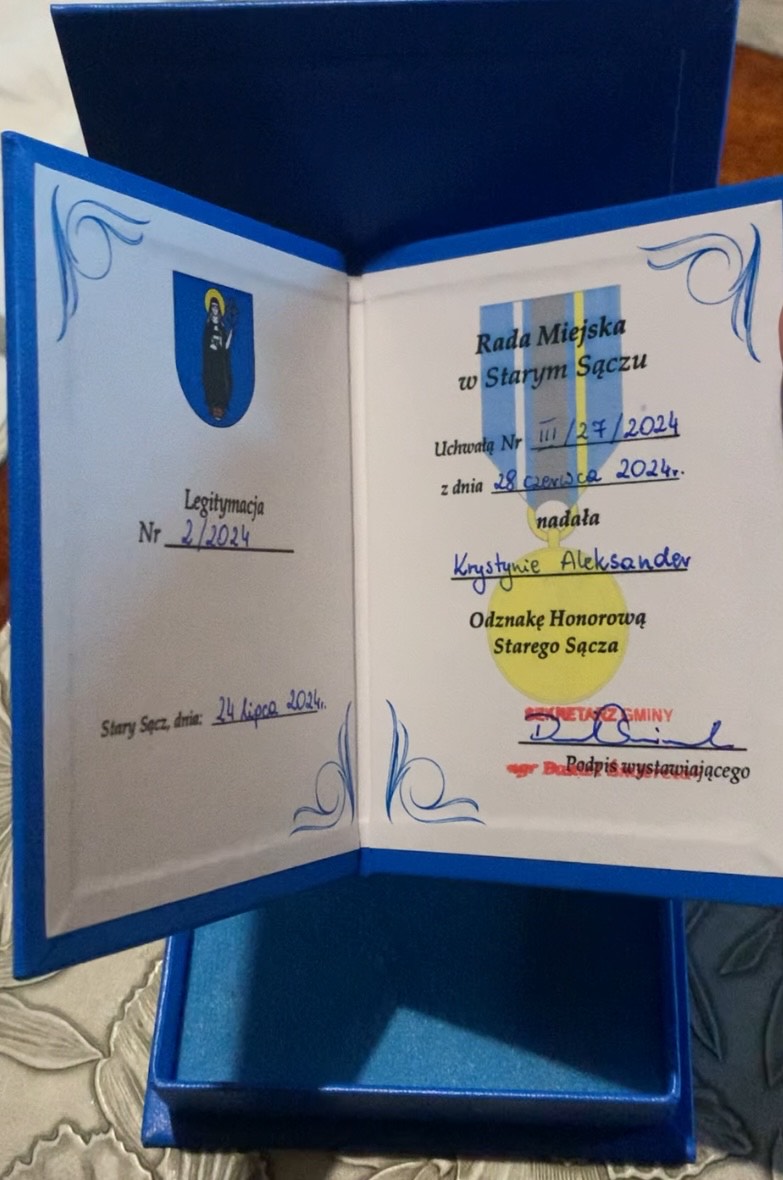 Legitymacja
Nr 2/2024
Stary Sącz, dnia: 24 lipca 2024r.
Rada Miejska
w Starym Sączu
Uchwałą Nr III/27/2024
z dnia 28 czerwca 2024r.
nadała
Krystynie Aleksander
Odznakę Honorową
Starego Sącza
SEKRETARZ GMINY
Podpis wystawiającego